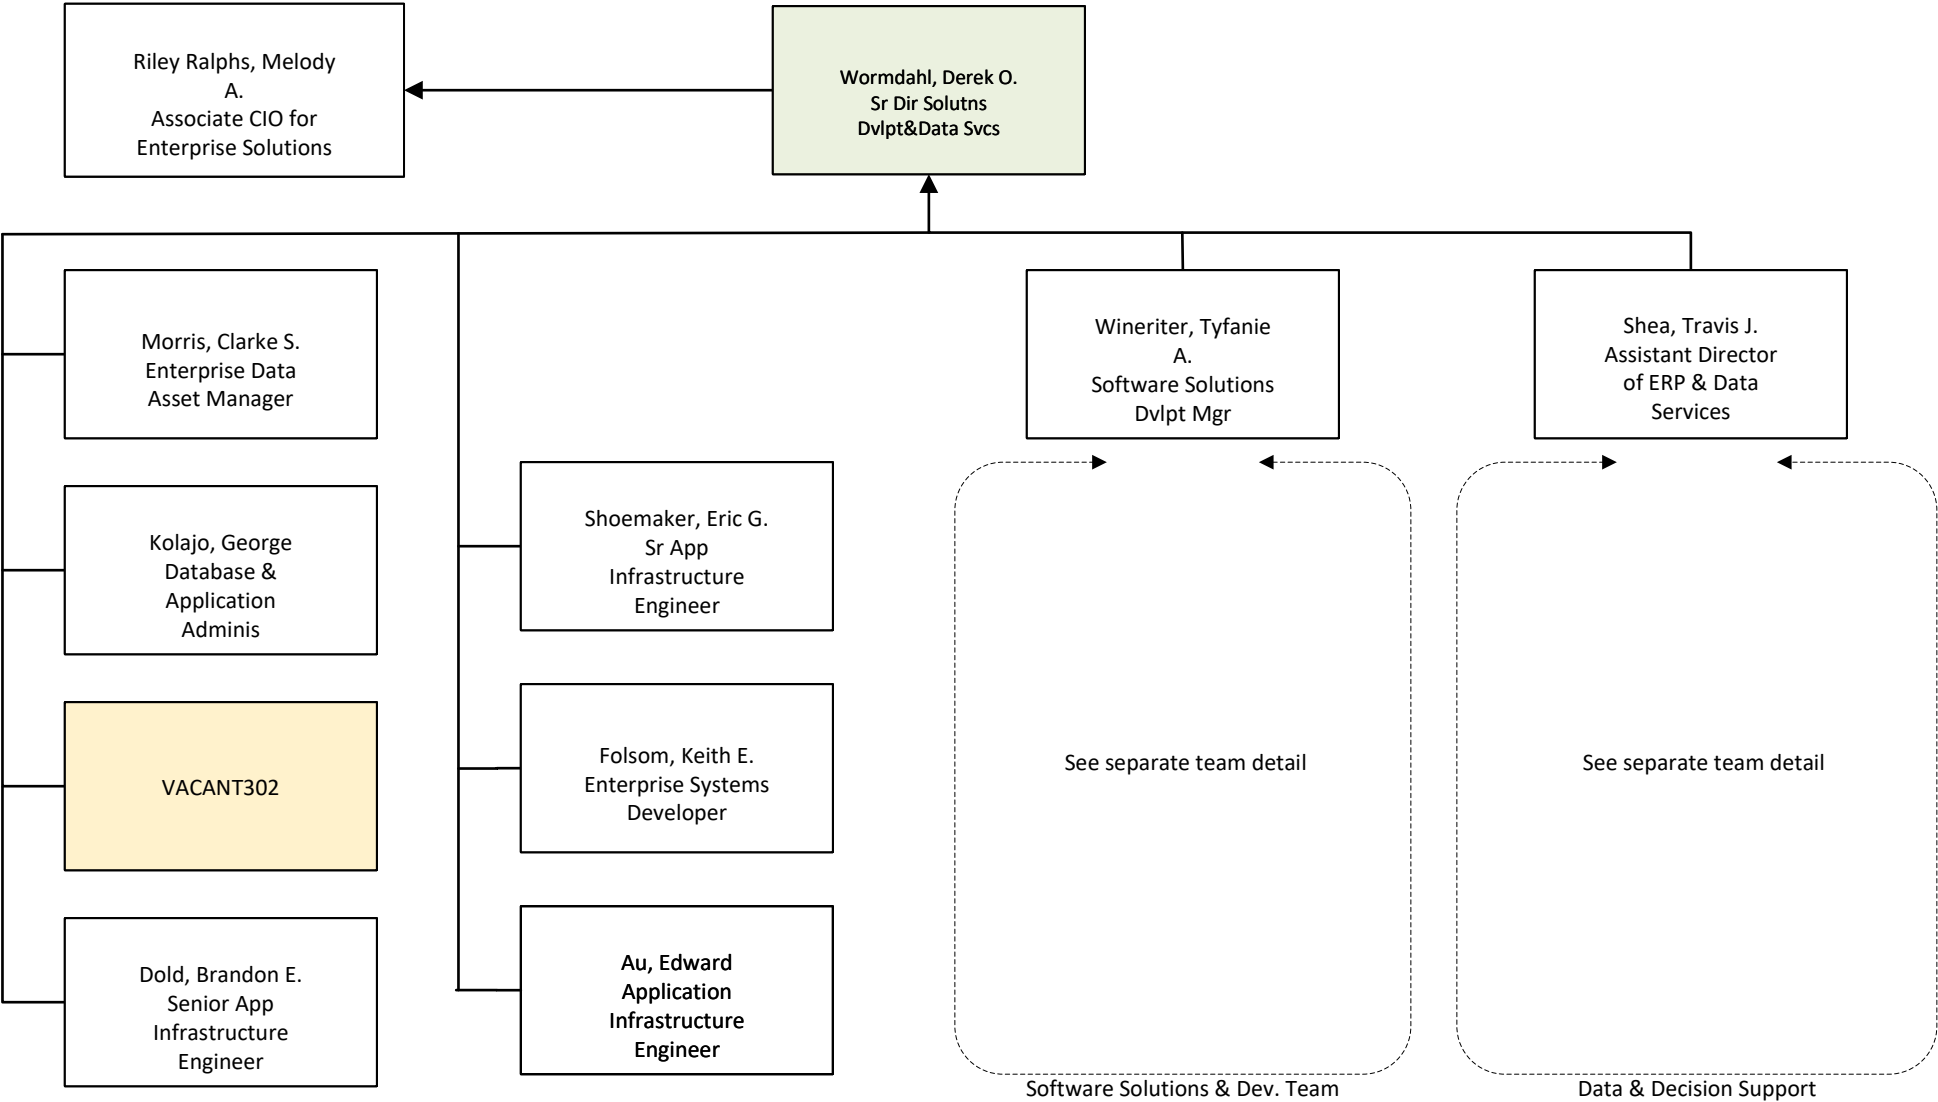 Riley Ralphs, Melody
A.
Associate CIO for
Enterprise Solutions
Wormdahl, Derek O.
Sr Dir Solutns
Dvlpt&Data Svcs
Morris, Clarke S.
Enterprise Data
Asset Manager
Kolajo, George
Database &
Application
Adminis
VACANT302
Dold, Brandon E.
Senior App
Infrastructure
Engineer
Shoemaker, Eric G.
Sr App
Infrastructure
Engineer
Folsom, Keith E.
Enterprise Systems
Developer
Au, Edward
Application
Infrastructure
Engineer
Wineriter, Tyfanie
A.
Software Solutions
Dvlpt Mgr
See separate team detail
Software Solutions & Dev. Team
Shea, Travis J.
Assistant Director
of ERP & Data
Services
See separate team detail
Data & Decision Support